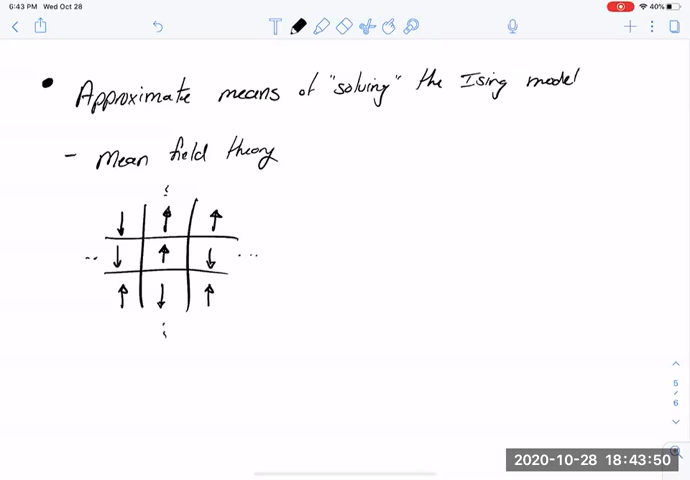 6:43 PM Wed Oct 28
40%
• Approximate means of "solving" the Ising model
- Mean field theory
↓ ↑ ↑
.. ↓ ↑ ↓ ...
↑ ↓ ↑
5
/
6
2020-10-28 18:43:50